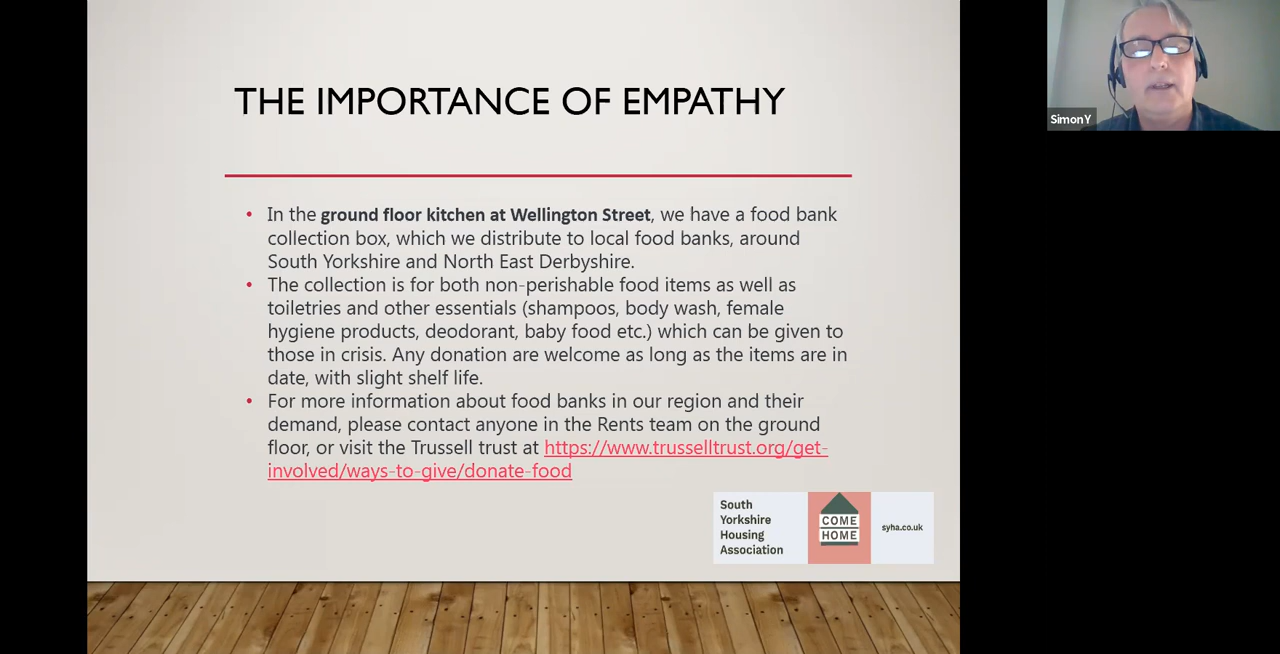 THE IMPORTANCE OF EMPATHY
• In the ground floor kitchen at Wellington Street, we have a food bank
collection box, which we distribute to local food banks, around
South Yorkshire and North East Derbyshire.
• The collection is for both non-perishable food items as well as
toiletries and other essentials (shampoos, body wash, female
hygiene products, deodorant, baby food etc.) which can be given to
those in crisis. Any donation are welcome as long as the items are in
date, with slight shelf life.
• For more information about food banks in our region and their
demand, please contact anyone in the Rents team on the ground
floor, or visit the Trussell trust at https://www.trusselltrust.org/get-
involved/ways-to-give/donate-food
South
Yorkshire
Housing
Association
COME
HOME
syha.co.uk
Simon Y